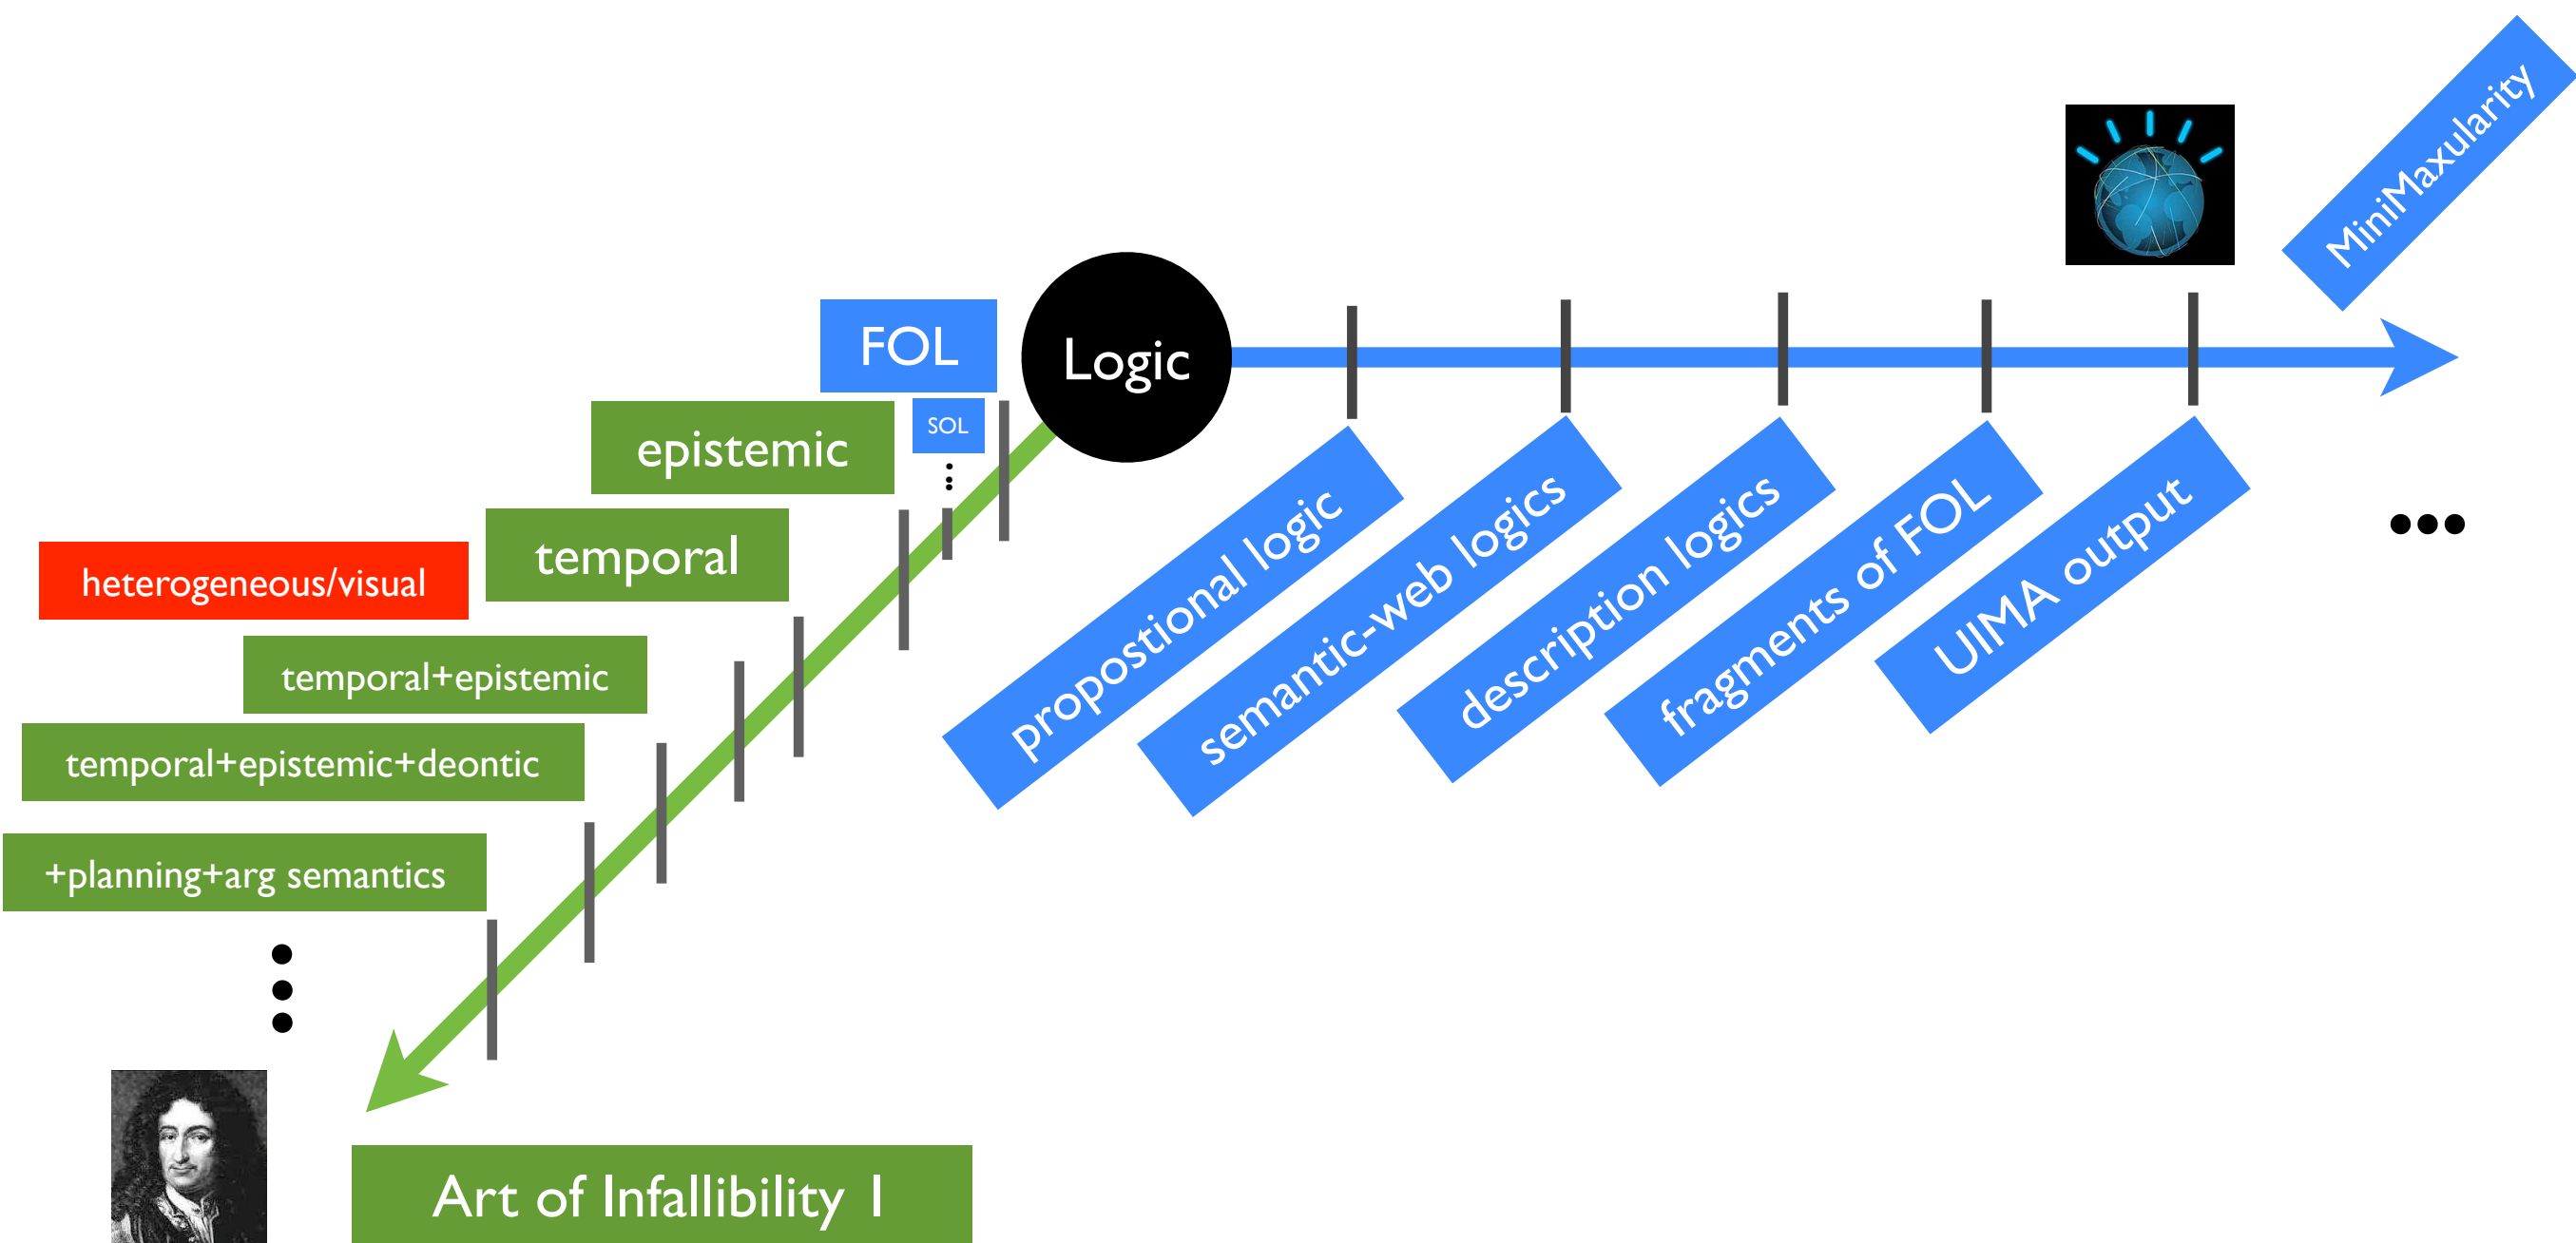 MiniMaxularity
FOL
Logic
SOL
epistemic
temporal
heterogeneous/visual
temporal+epistemic
temporal+epistemic+deontic
+planning+arg semantics
propostional logic
semantic-web logics
description logics
fragments of FOL
UIMA output
Art of Infallibility I